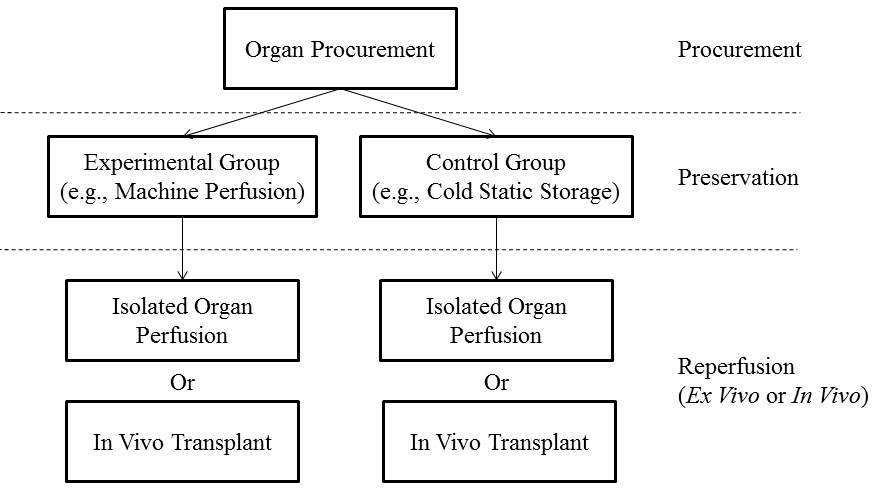 Organ Procurement
Procurement
Experimental Group
(e.g., Machine Perfusion)
Control Group
(e.g., Cold Static Storage)
Preservation
Isolated Organ
Perfusion
Or
In Vivo Transplant
Isolated Organ
Perfusion
Or
In Vivo Transplant
Reperfusion
(Ex Vivo or In Vivo)